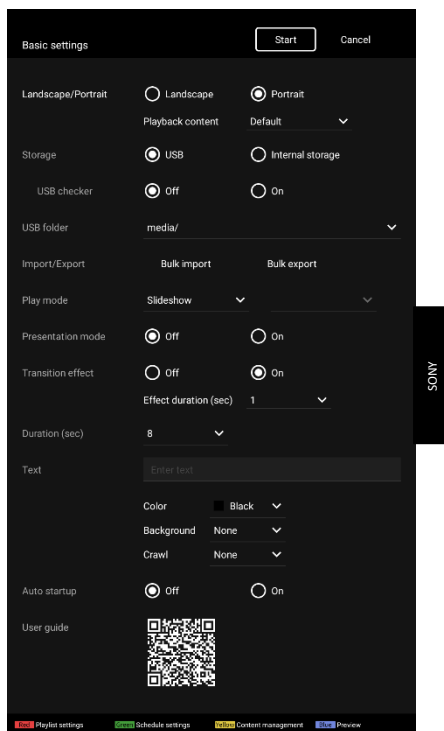 Basic settings Start Cancel
Landscape/Portrait Landscape Portrait
Playback content Default
Storage USB Internal storage
USB checker Off On
USB folder media/
Import/Export Bulk import Bulk export
Play mode Slideshow
Presentation mode Off On
SONY
Transition effect Off On
Effect duration (sec) 1
Duration (sec) 8
Text Enter text
Color Black
Background None
Crawl None
Auto startup Off On
User guide
Red Playlist settings Green Schedule settings Yellow Content management Blue Preview